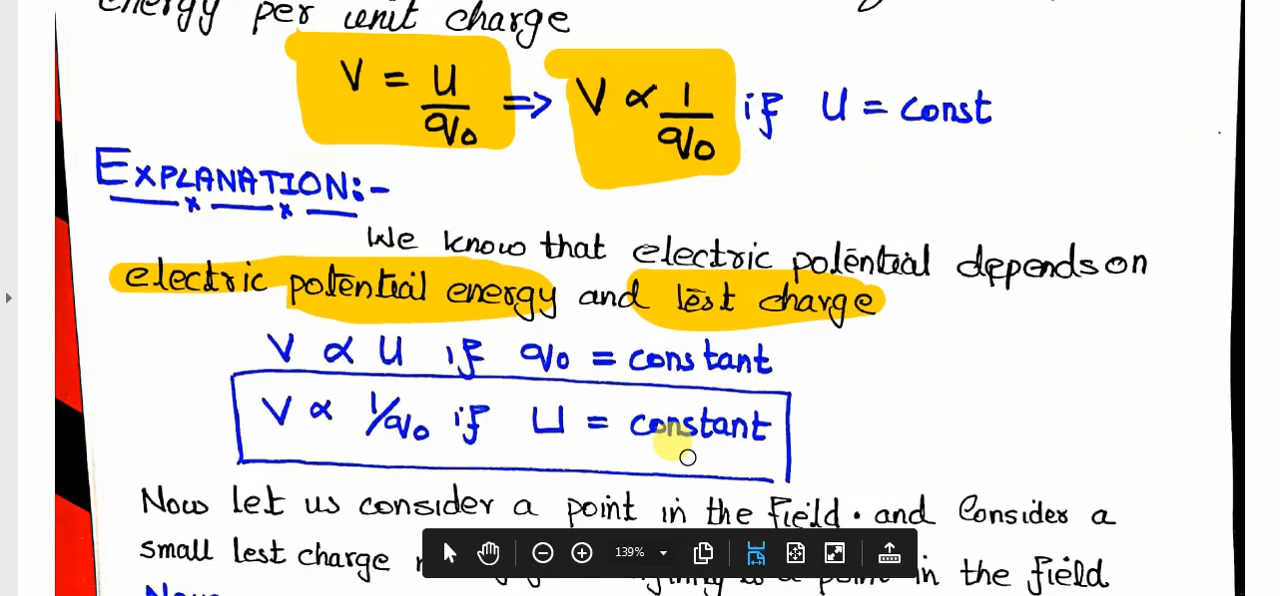 energy per unit charge
V = U/q₀ ⇒ V ∝ 1/q₀ if U = const
EXPLANATION:-
We know that electric potential depends on
electric potential energy and test charge
V ∝ U if q₀ = constant
V ∝ 1/q₀ if U = constant
Now let us consider a point in the field. and Consider a
small test charge
139%
in the field